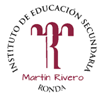 INSTITUTO DE EDUCACIÓN SECUNDARIA
Martín Rivero
RONDA